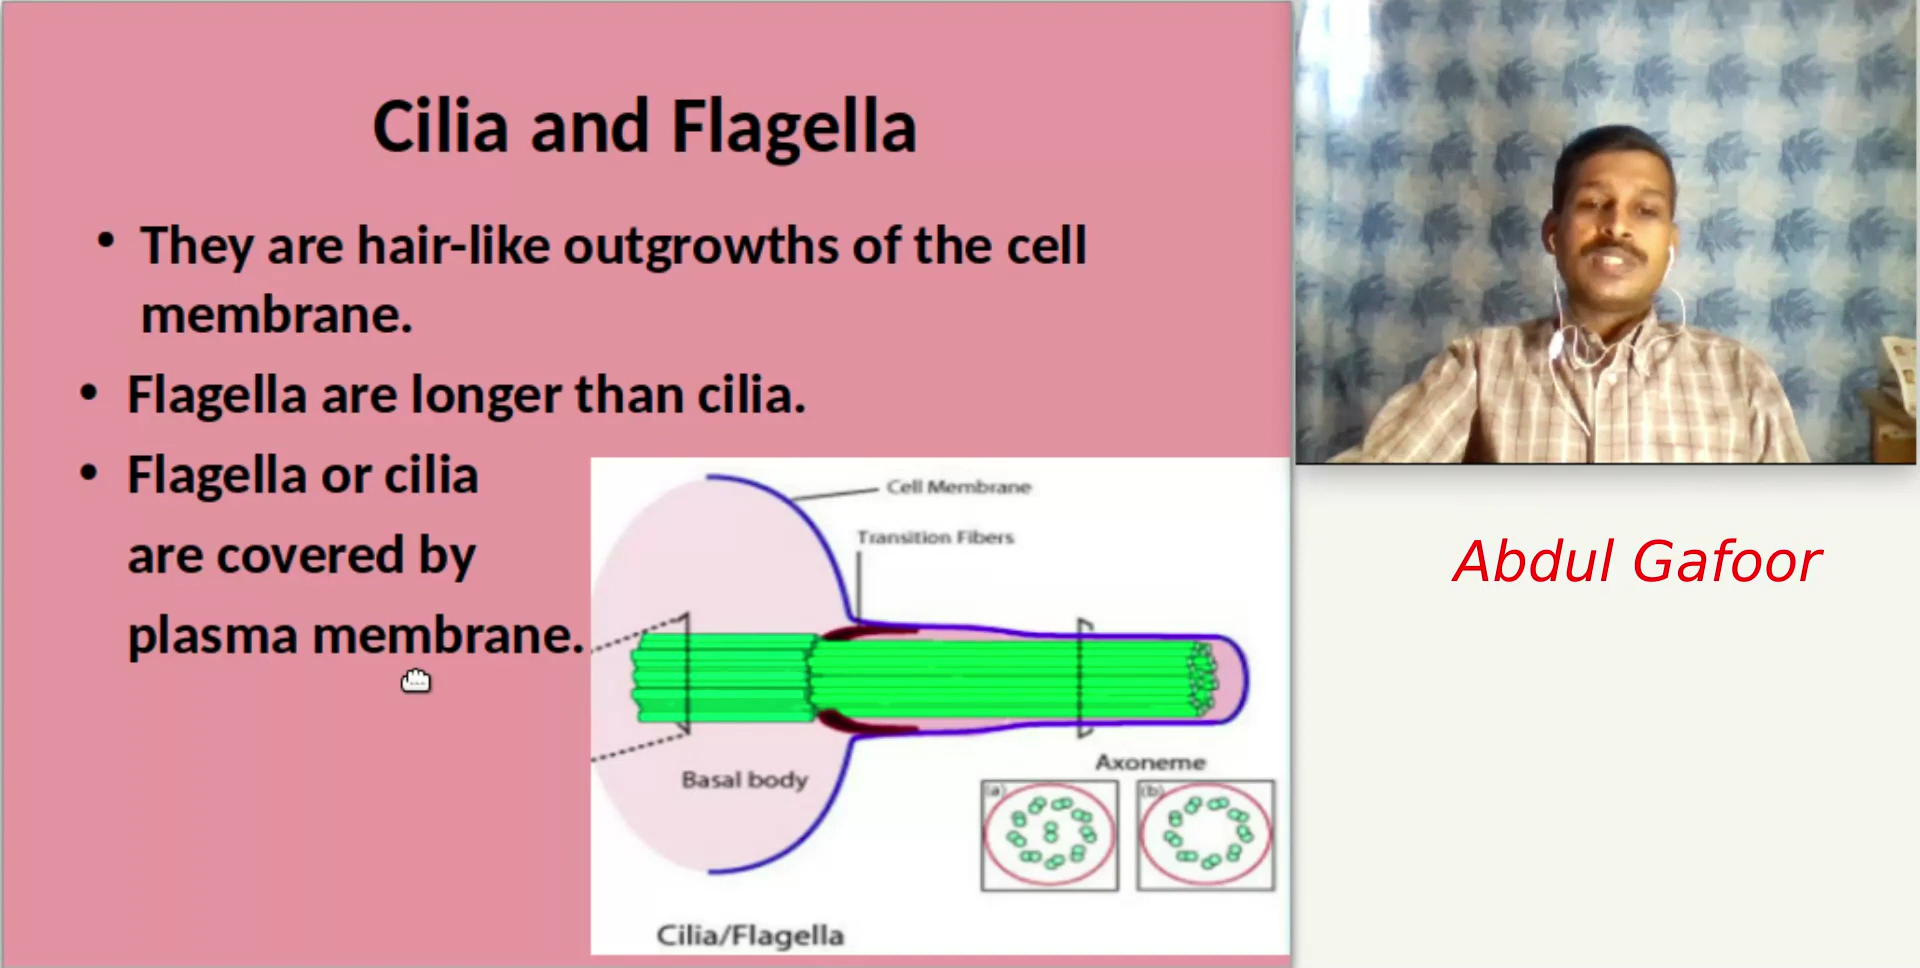 Cilia and Flagella
• They are hair-like outgrowths of the cell
membrane.
• Flagella are longer than cilia.
• Flagella or cilia
are covered by
plasma membrane.
Cell Membrane
Transition Fibers
Basal body
Axoneme
(a)
(b)
Cilia/Flagella
Abdul Gafoor